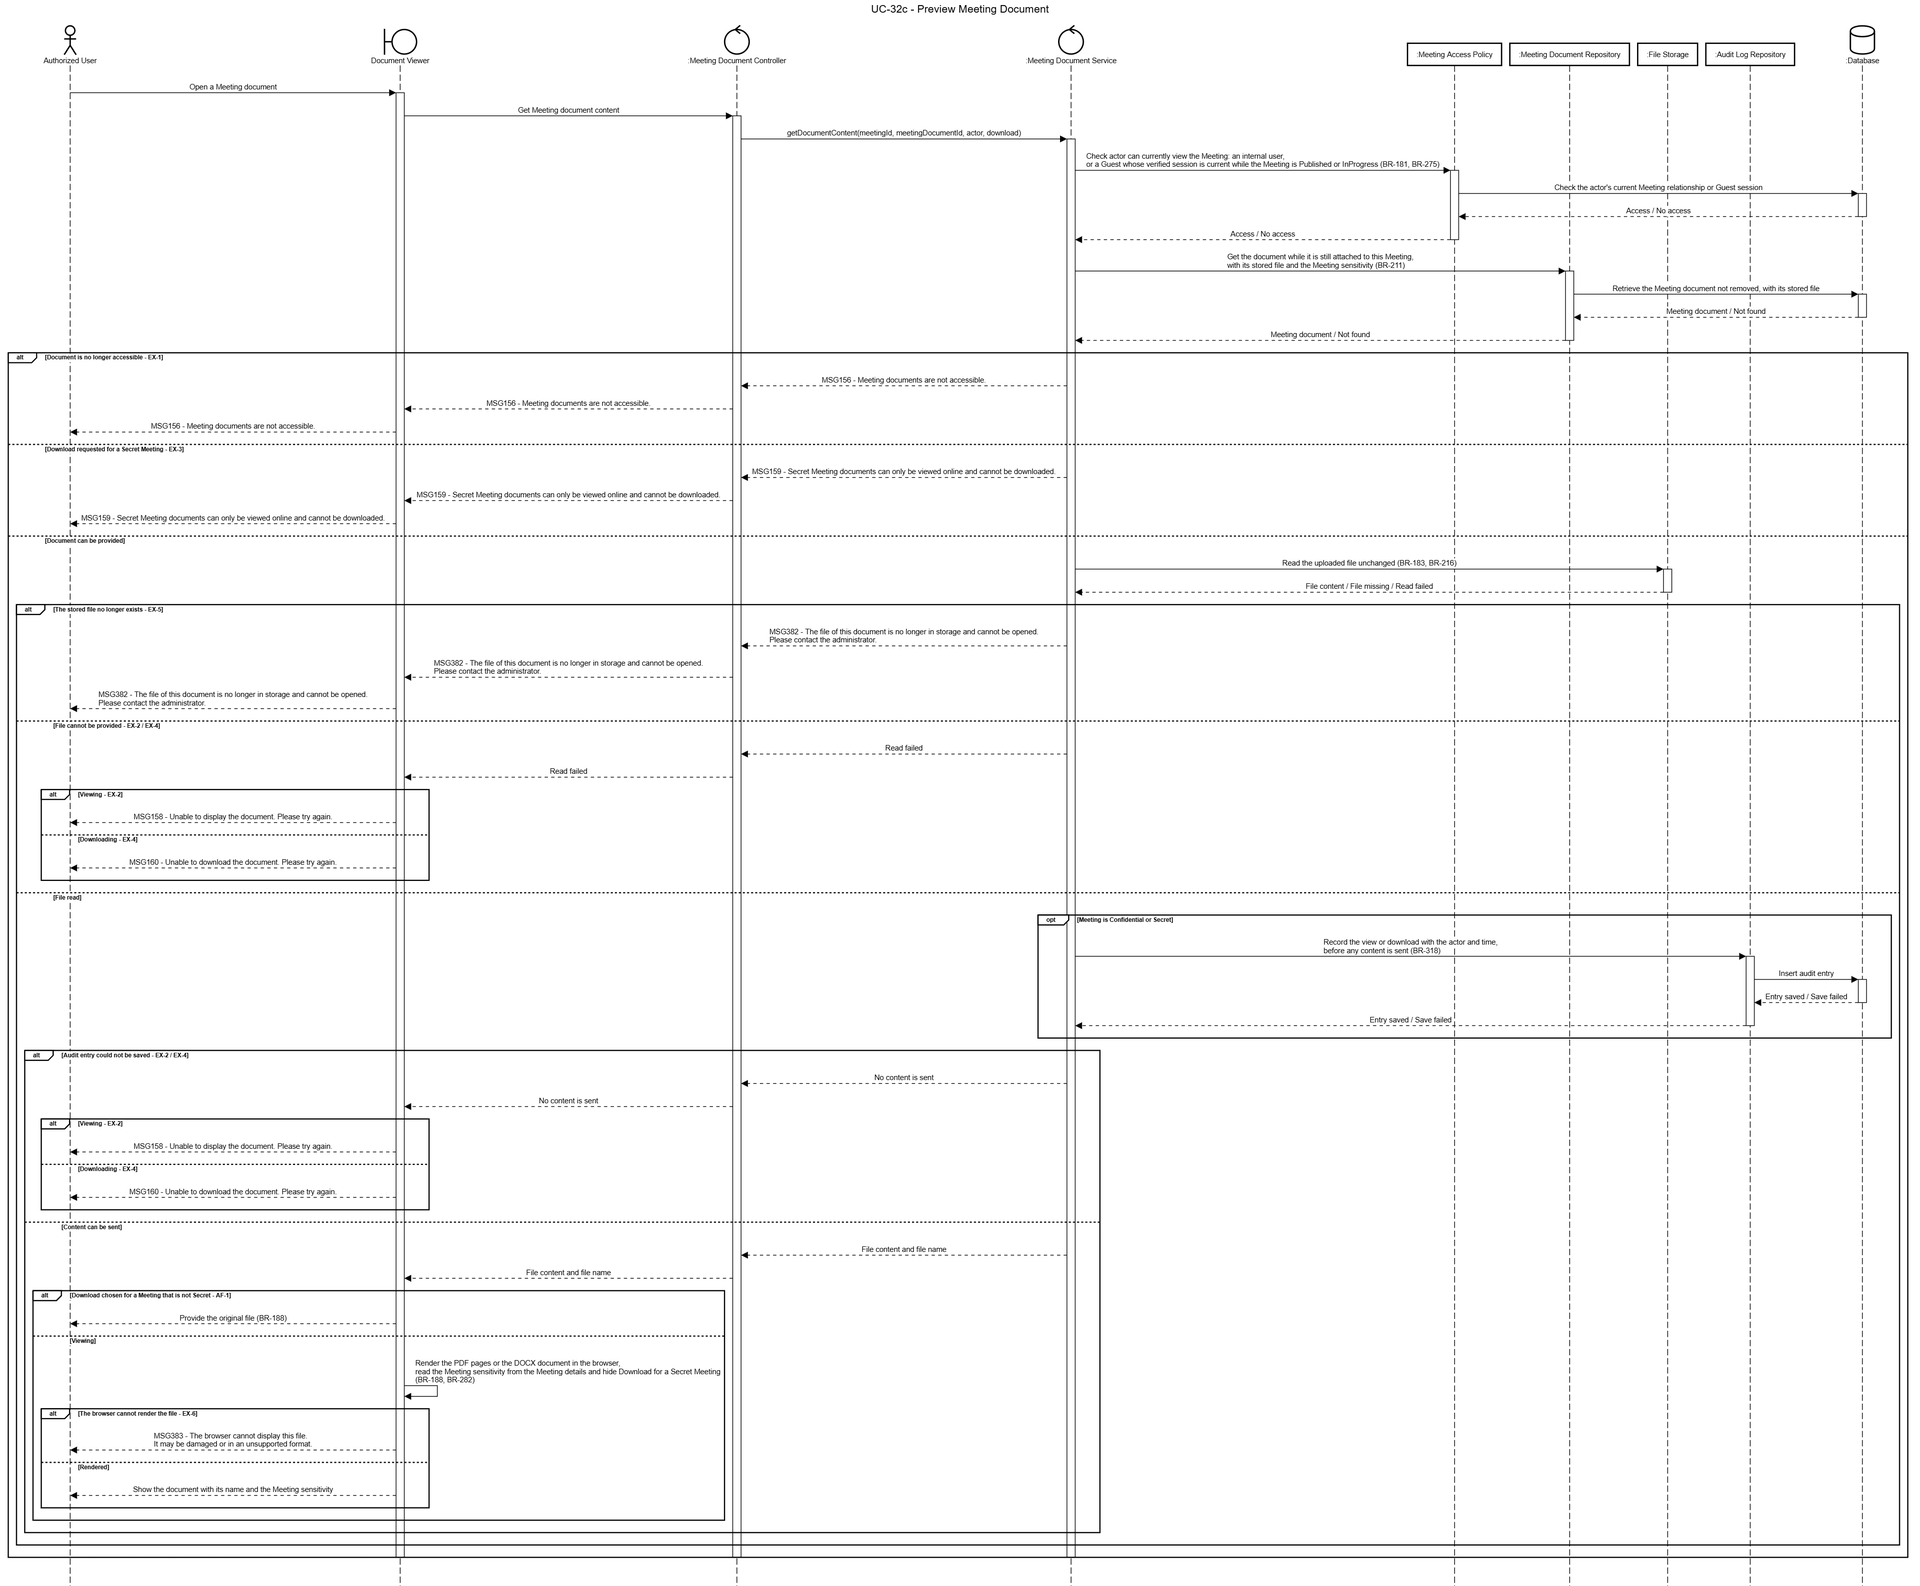 UC-32c - Preview Meeting Document
Authorized User
Document Viewer
:Meeting Document Controller
:Meeting Document Service
:Meeting Access Policy
:Meeting Document Repository
:File Storage
:Audit Log Repository
:Database
Open a Meeting document
Get Meeting document content
getDocumentContent(meetingId, meetingDocumentId, actor, download)
Check actor can currently view the Meeting: an internal user,
or a Guest whose verified session is current while the Meeting is Published or InProgress (BR-181, BR-275)
Check the actor's current Meeting relationship or Guest session
Access / No access
Access / No access
Get the document while it is still attached to this Meeting,
with its stored file and the Meeting sensitivity (BR-211)
Retrieve the Meeting document not removed, with its stored file
Meeting document / Not found
Meeting document / Not found
alt
[Document is no longer accessible - EX-1]
MSG156 - Meeting documents are not accessible.
MSG156 - Meeting documents are not accessible.
MSG156 - Meeting documents are not accessible.
[Download requested for a Secret Meeting - EX-3]
MSG159 - Secret Meeting documents can only be viewed online and cannot be downloaded.
MSG159 - Secret Meeting documents can only be viewed online and cannot be downloaded.
MSG159 - Secret Meeting documents can only be viewed online and cannot be downloaded.
[Document can be provided]
Read the uploaded file unchanged (BR-183, BR-216)
File content / File missing / Read failed
alt
[The stored file no longer exists - EX-5]
MSG382 - The file of this document is no longer in storage and cannot be opened.
Please contact the administrator.
MSG382 - The file of this document is no longer in storage and cannot be opened.
Please contact the administrator.
MSG382 - The file of this document is no longer in storage and cannot be opened.
Please contact the administrator.
[File cannot be provided - EX-2 / EX-4]
Read failed
Read failed
alt
[Viewing - EX-2]
MSG158 - Unable to display the document. Please try again.
[Downloading - EX-4]
MSG160 - Unable to download the document. Please try again.
[File read]
opt
[Meeting is Confidential or Secret]
Record the view or download with the actor and time,
before any content is sent (BR-318)
Insert audit entry
Entry saved / Save failed
Entry saved / Save failed
alt
[Audit entry could not be saved - EX-2 / EX-4]
No content is sent
No content is sent
alt
[Viewing - EX-2]
MSG158 - Unable to display the document. Please try again.
[Downloading - EX-4]
MSG160 - Unable to download the document. Please try again.
[Content can be sent]
File content and file name
File content and file name
alt
[Download chosen for a Meeting that is not Secret - AF-1]
Provide the original file (BR-188)
[Viewing]
Render the PDF pages or the DOCX document in the browser,
read the Meeting sensitivity from the Meeting details and hide Download for a Secret Meeting
(BR-188, BR-282)
alt
[The browser cannot render the file - EX-6]
MSG383 - The browser cannot display this file.
It may be damaged or in an unsupported format.
[Rendered]
Show the document with its name and the Meeting sensitivity